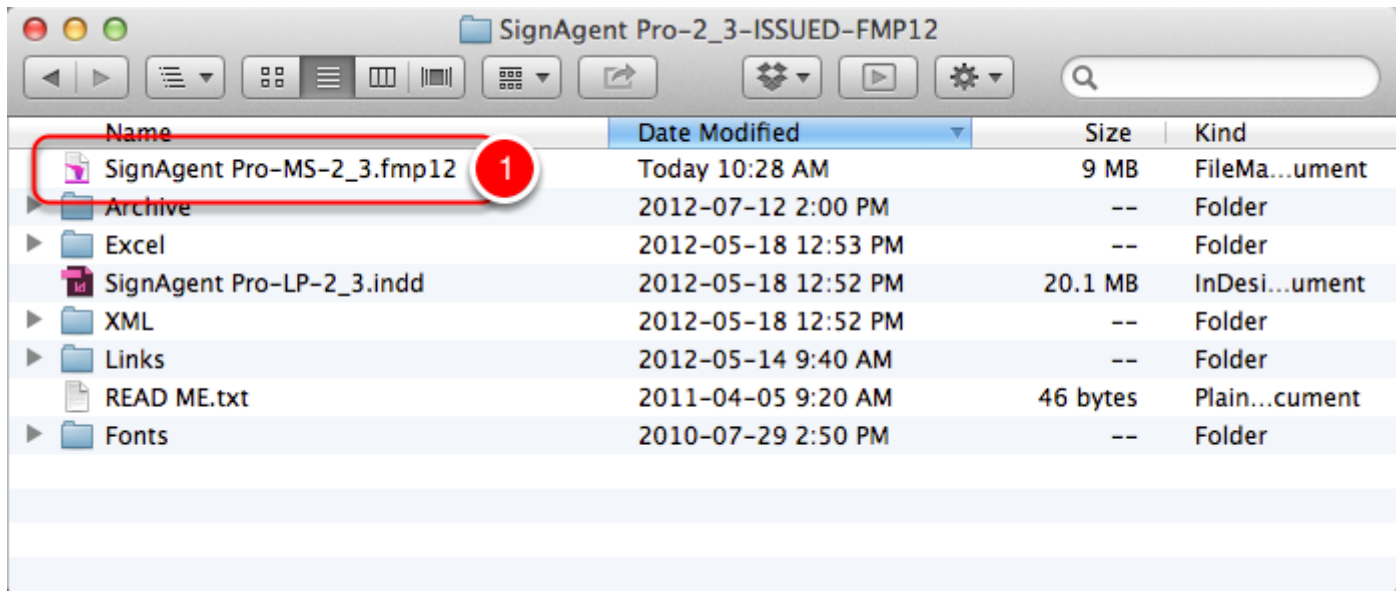 SignAgent Pro-2_3-ISSUED-FMP12
Name Date Modified Size Kind
SignAgent Pro-MS-2_3.fmp12 1 Today 10:28 AM 9 MB FileMa...ument
Archive 2012-07-12 2:00 PM -- Folder
Excel 2012-05-18 12:53 PM -- Folder
Id SignAgent Pro-LP-2_3.indd 2012-05-18 12:52 PM 20.1 MB InDesi...ument
XML 2012-05-18 12:52 PM -- Folder
Links 2012-05-14 9:40 AM -- Folder
READ ME.txt 2011-04-05 9:20 AM 46 bytes Plain...cument
Fonts 2010-07-29 2:50 PM -- Folder